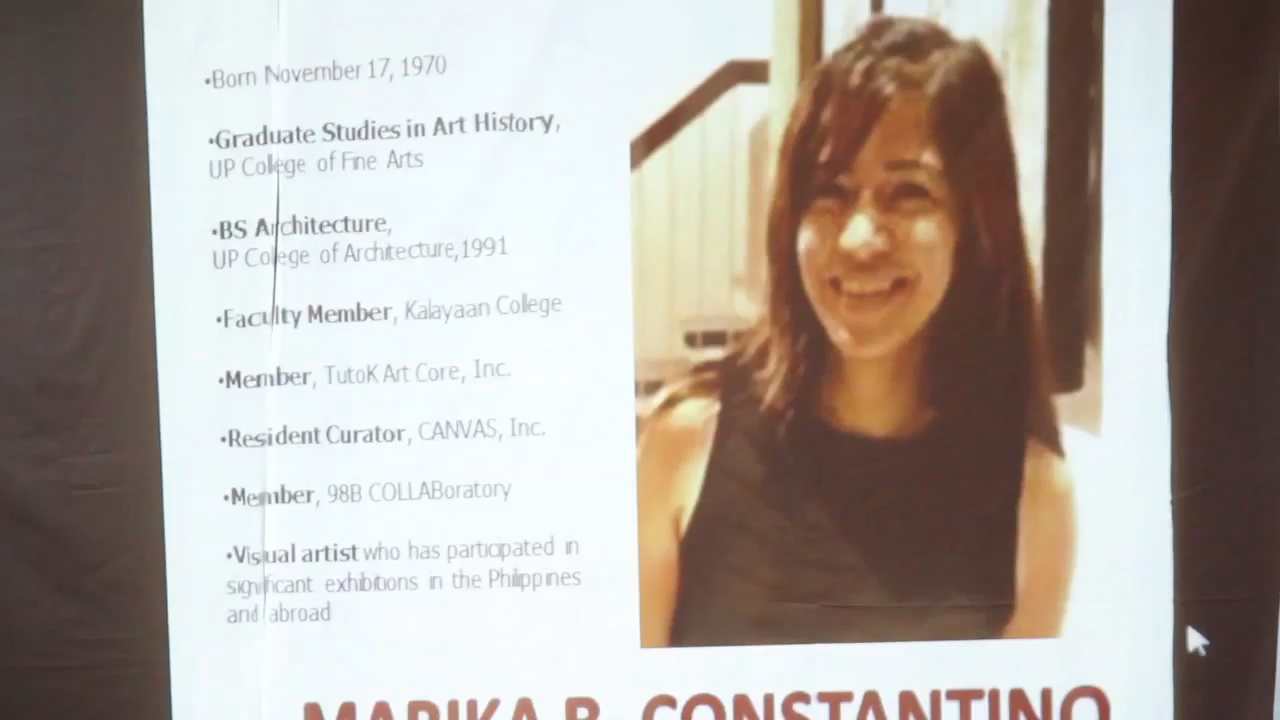 •Born November 17, 1970
•Graduate Studies in Art History,
UP College of Fine Arts
•BS Architecture,
UP College of Architecture,1991
•Faculty Member, Kalayaan College
•Member, TutoK Art Core, Inc.
•Resident Curator, CANVAS, Inc.
•Member, 98B COLLABoratory
•Visual artist who has participated in
significant exhibitions in the Philippines
and abroad
MARIKA B. CONSTANTINO